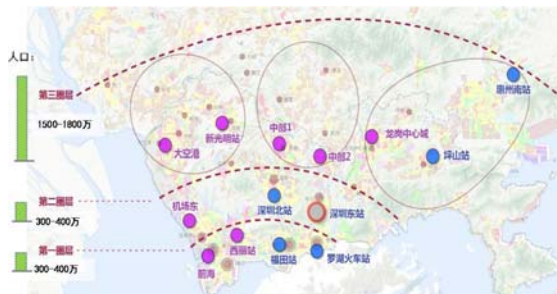 人口：
第三圈层
1500-1800万
惠州南站
新光明站
中部1
龙岗中心城
大空港
中部2
坪山站
第二圈层
机场东
深圳北站
深圳东站
300-400万
第一圈层
西丽站
前海
福田站
罗湖火车站
300-400万